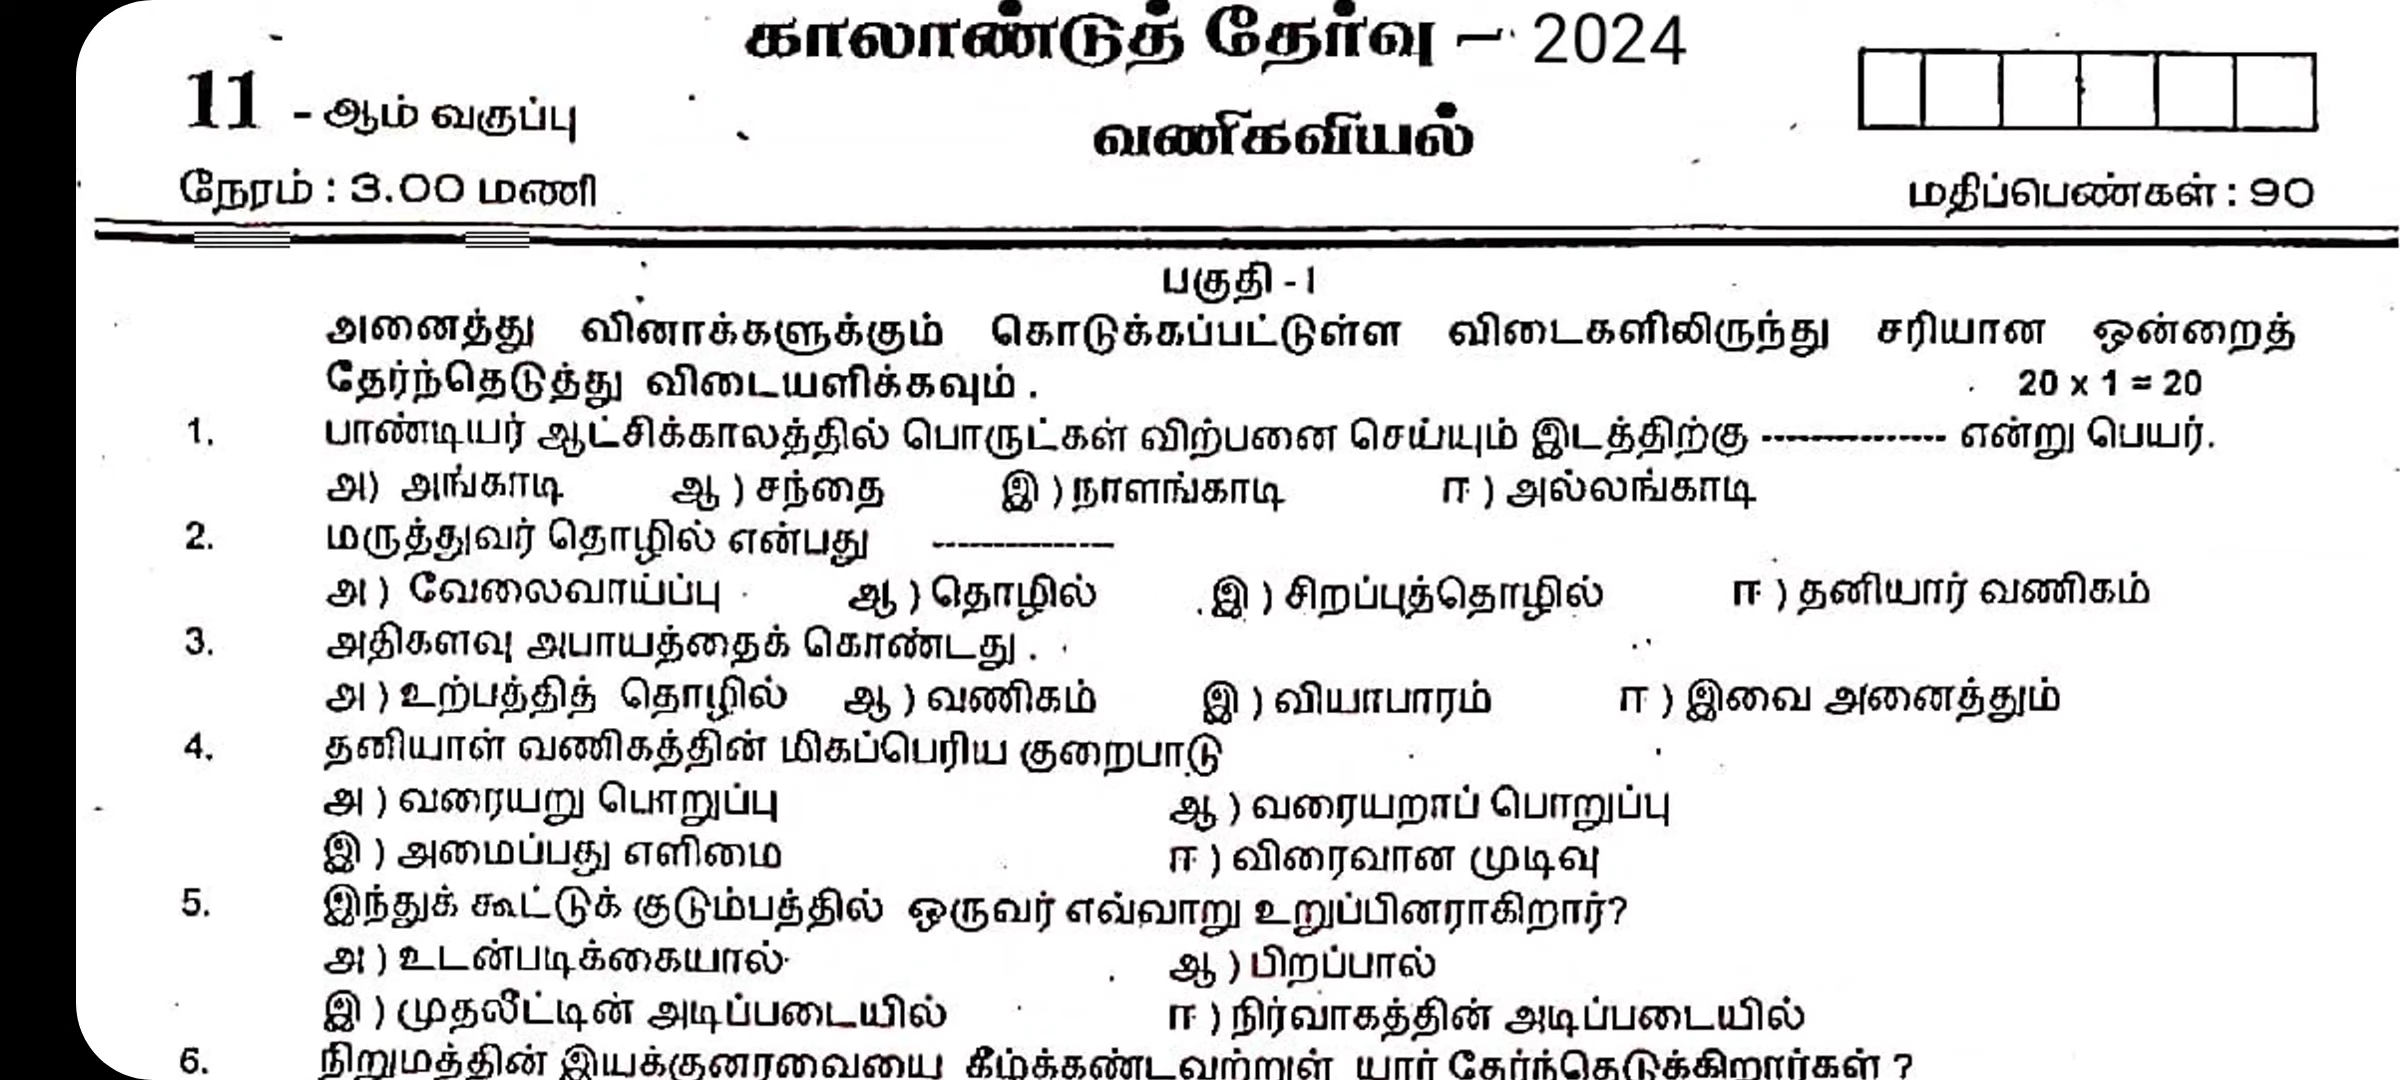 காலாண்டுத் தேர்வு – 2024
11 - ஆம் வகுப்பு
வணிகவியல்
நேரம் : 3.00 மணி
மதிப்பெண்கள் : 90
பகுதி - I
அனைத்து வினாக்களுக்கும் கொடுக்கப்பட்டுள்ள விடைகளிலிருந்து சரியான ஒன்றைத்
தேர்ந்தெடுத்து விடையளிக்கவும் . 20 x 1 = 20
1. பாண்டியர் ஆட்சிக்காலத்தில் பொருட்கள் விற்பனை செய்யும் இடத்திற்கு --------------- என்று பெயர்.
அ) அங்காடி ஆ ) சந்தை இ ) நாளங்காடி ஈ ) அல்லங்காடி
2. மருத்துவர் தொழில் என்பது ---------------
அ ) வேலைவாய்ப்பு ஆ ) தொழில் இ ) சிறப்புத்தொழில் ஈ ) தனியார் வணிகம்
3. அதிகளவு அபாயத்தைக் கொண்டது .
அ ) உற்பத்தித் தொழில் ஆ ) வணிகம் இ ) வியாபாரம் ஈ ) இவை அனைத்தும்
4. தனியாள் வணிகத்தின் மிகப்பெரிய குறைபாடு
அ ) வரையறு பொறுப்பு ஆ ) வரையறாப் பொறுப்பு
இ ) அமைப்பது எளிமை ஈ ) விரைவான முடிவு
5. இந்துக் கூட்டுக் குடும்பத்தில் ஒருவர் எவ்வாறு உறுப்பினராகிறார்?
அ ) உடன்படிக்கையால் ஆ ) பிறப்பால்
இ ) முதலீட்டின் அடிப்படையில் ஈ ) நிர்வாகத்தின் அடிப்படையில்
6. நிறுமத்தின் இயக்குனரவையை கீழ்க்கண்டவற்றுள் யார் தேர்ந்தெடுக்கிறார்கள் ?